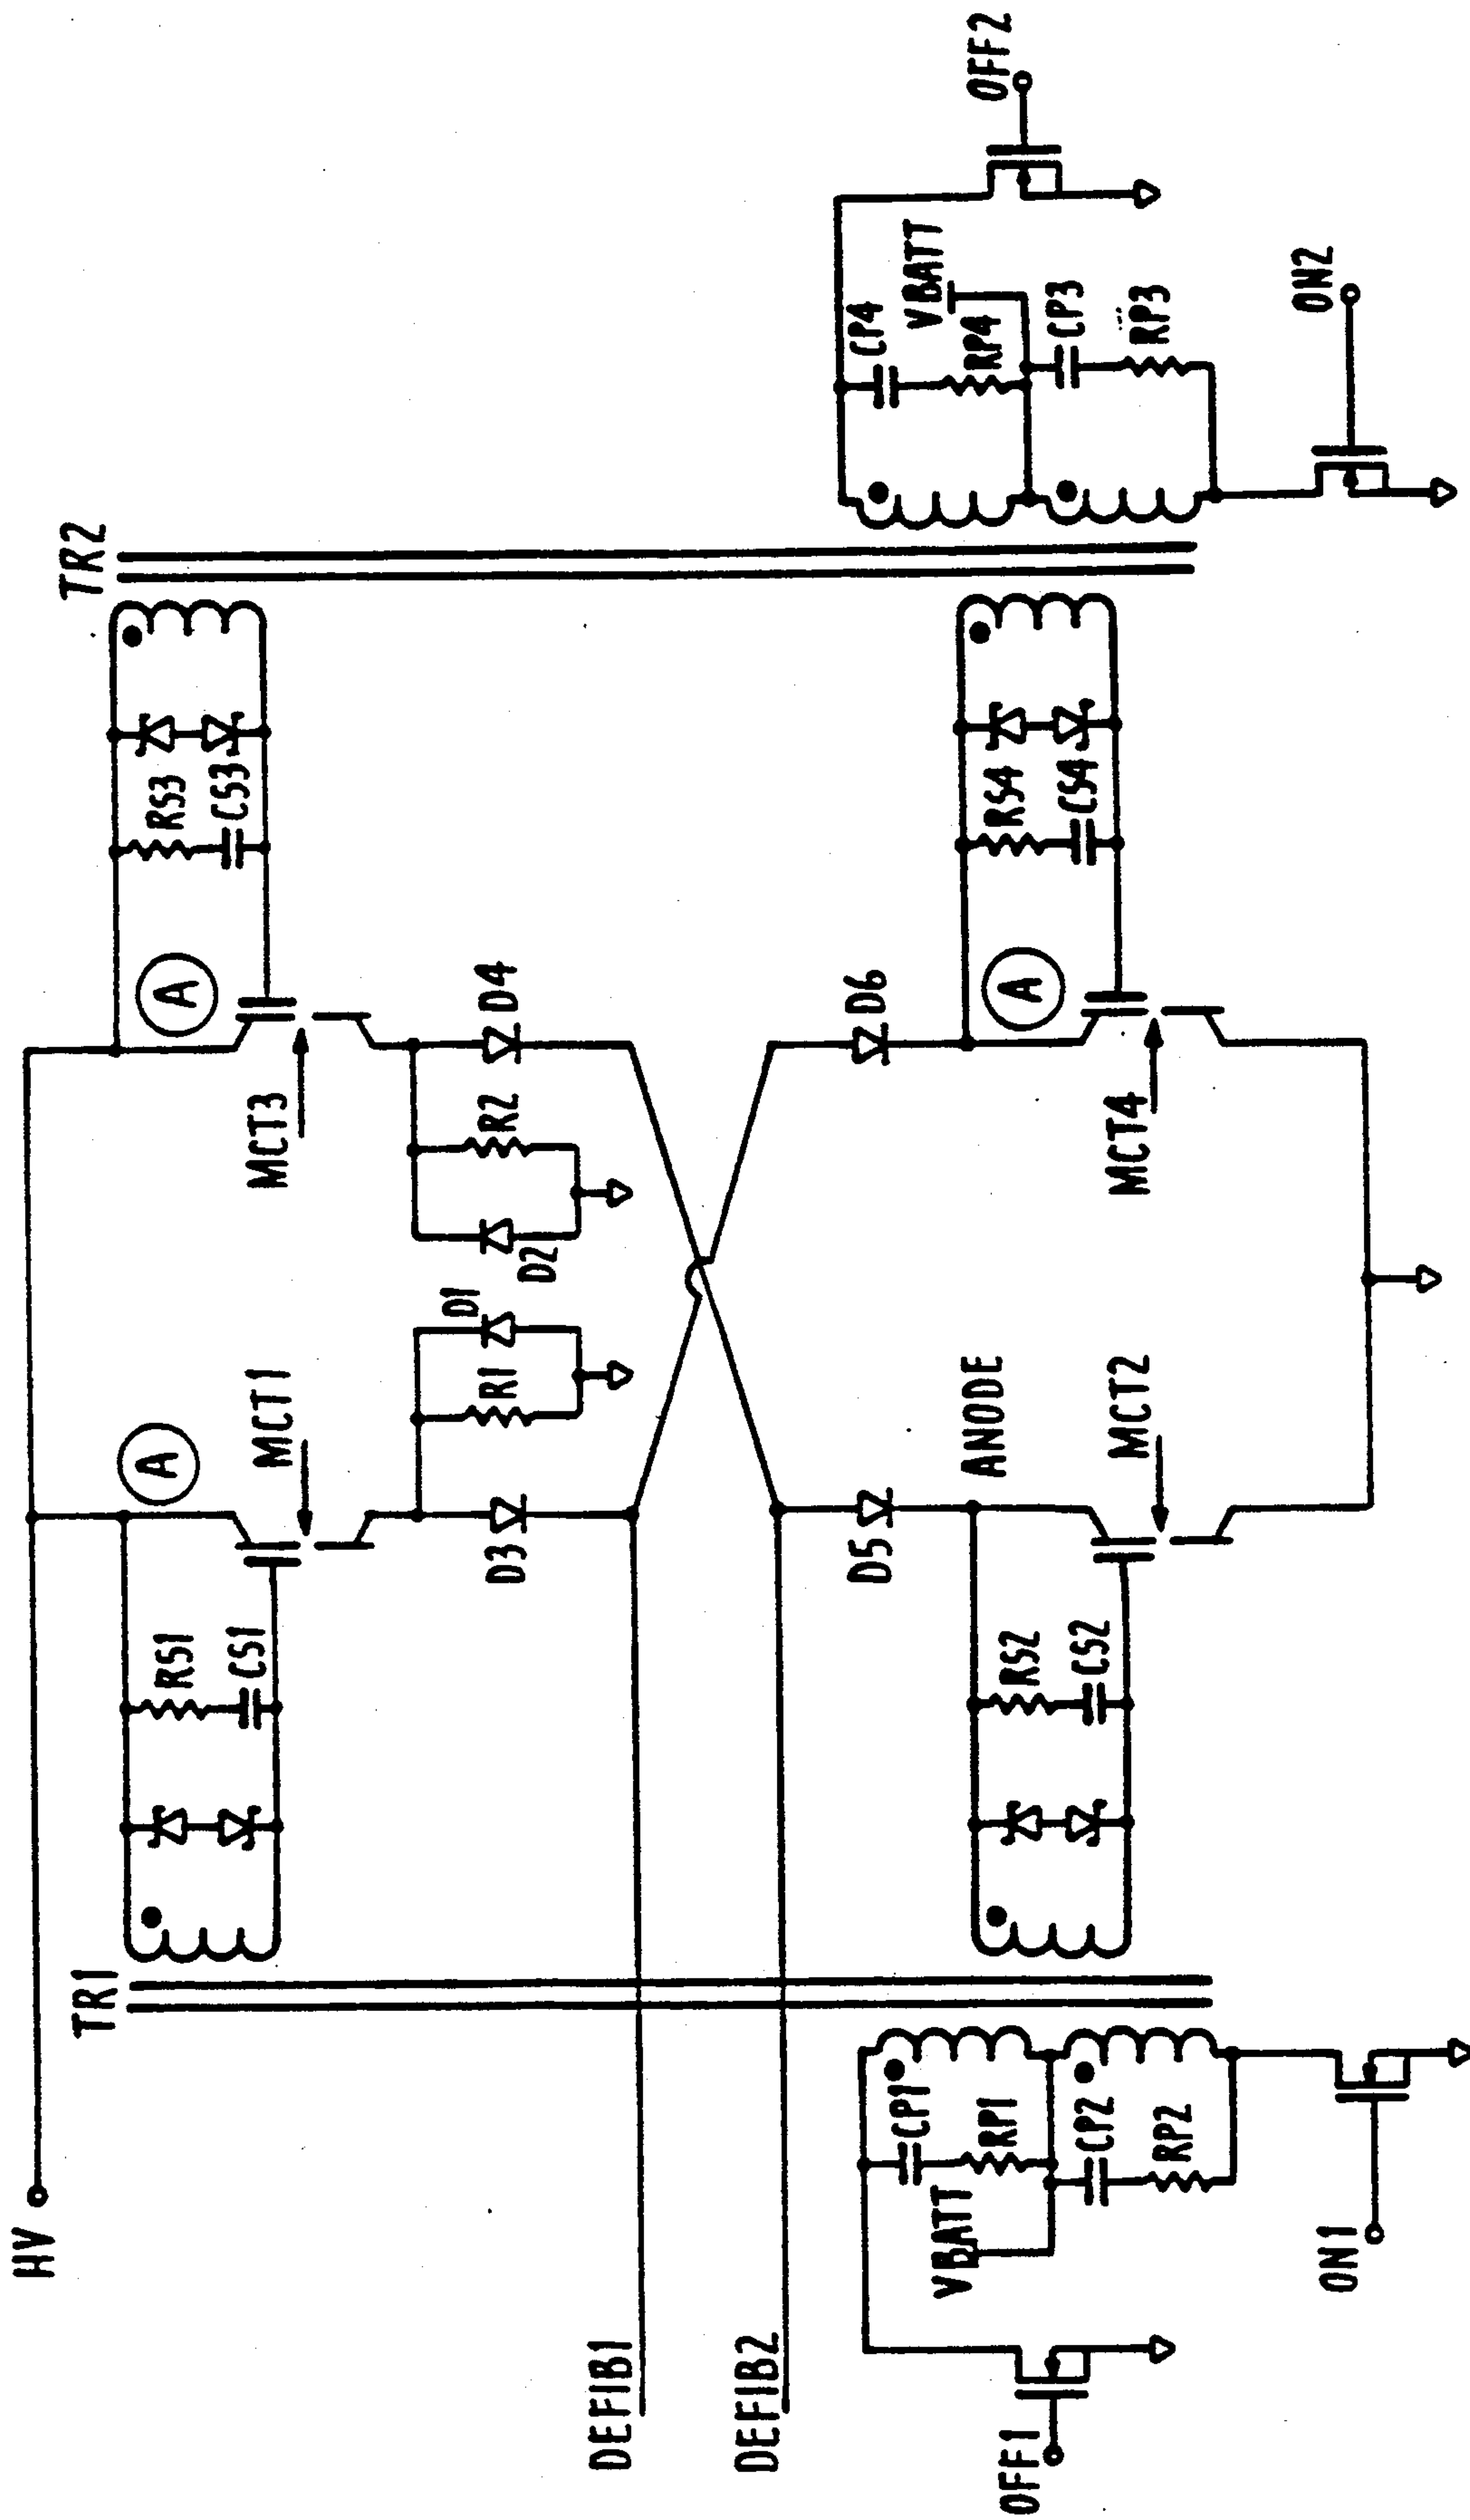 HV
TR1
TR2
RS1
CS1
A
MCT1
MCT3
A
RS3
CS3
D3
R1
D1
D2
R2
D4
DEFIB1
DEFIB2
D5
D6
OFF1
VBATT
CP1
RP1
CP2
RP2
ON1
RS2
CS2
ANODE
MCT2
MCT4
A
RS4
CS4
CP4
VBATT
RP4
CP3
RP3
OFF2
ON2